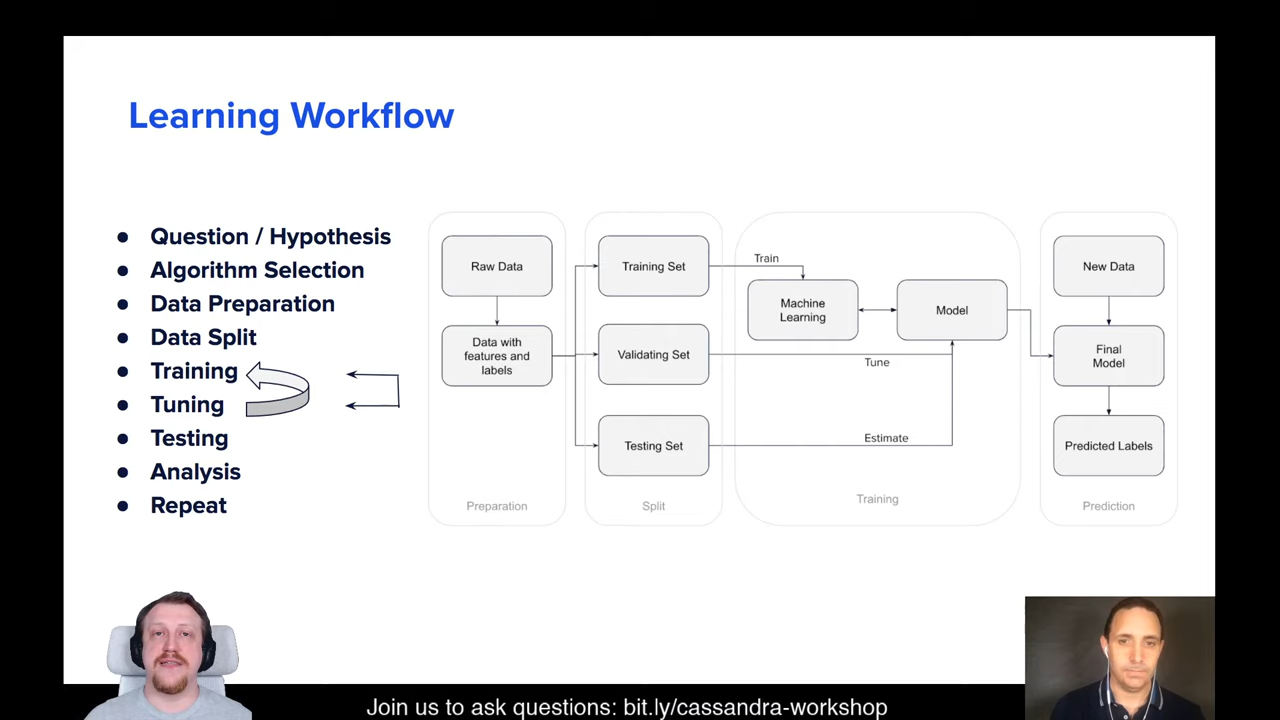 Learning Workflow
Question / Hypothesis
Algorithm Selection
Data Preparation
Data Split
Training
Tuning
Testing
Analysis
Repeat
Raw Data
Data with
features and
labels
Preparation
Training Set
Validating Set
Testing Set
Split
Train
Machine
Learning
Model
Tune
Estimate
Training
New Data
Final
Model
Predicted Labels
Prediction
Join us to ask questions: bit.ly/cassandra-workshop